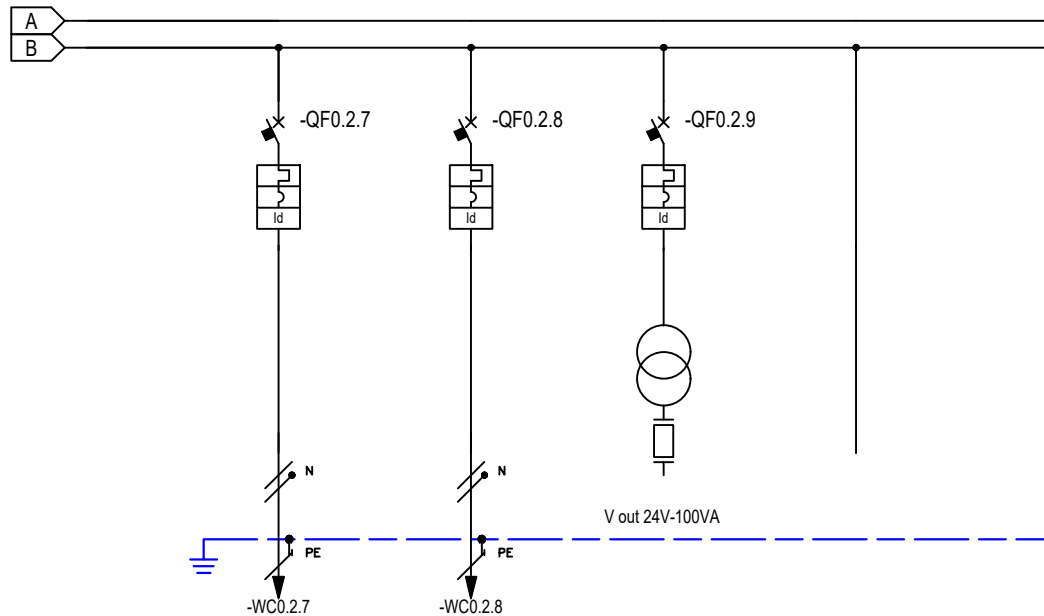 A
B
-QF0.2.7
-QF0.2.8
-QF0.2.9
Id
Id
Id
N
N
V out 24V-100VA
PE
PE
-WC0.2.7
-WC0.2.8